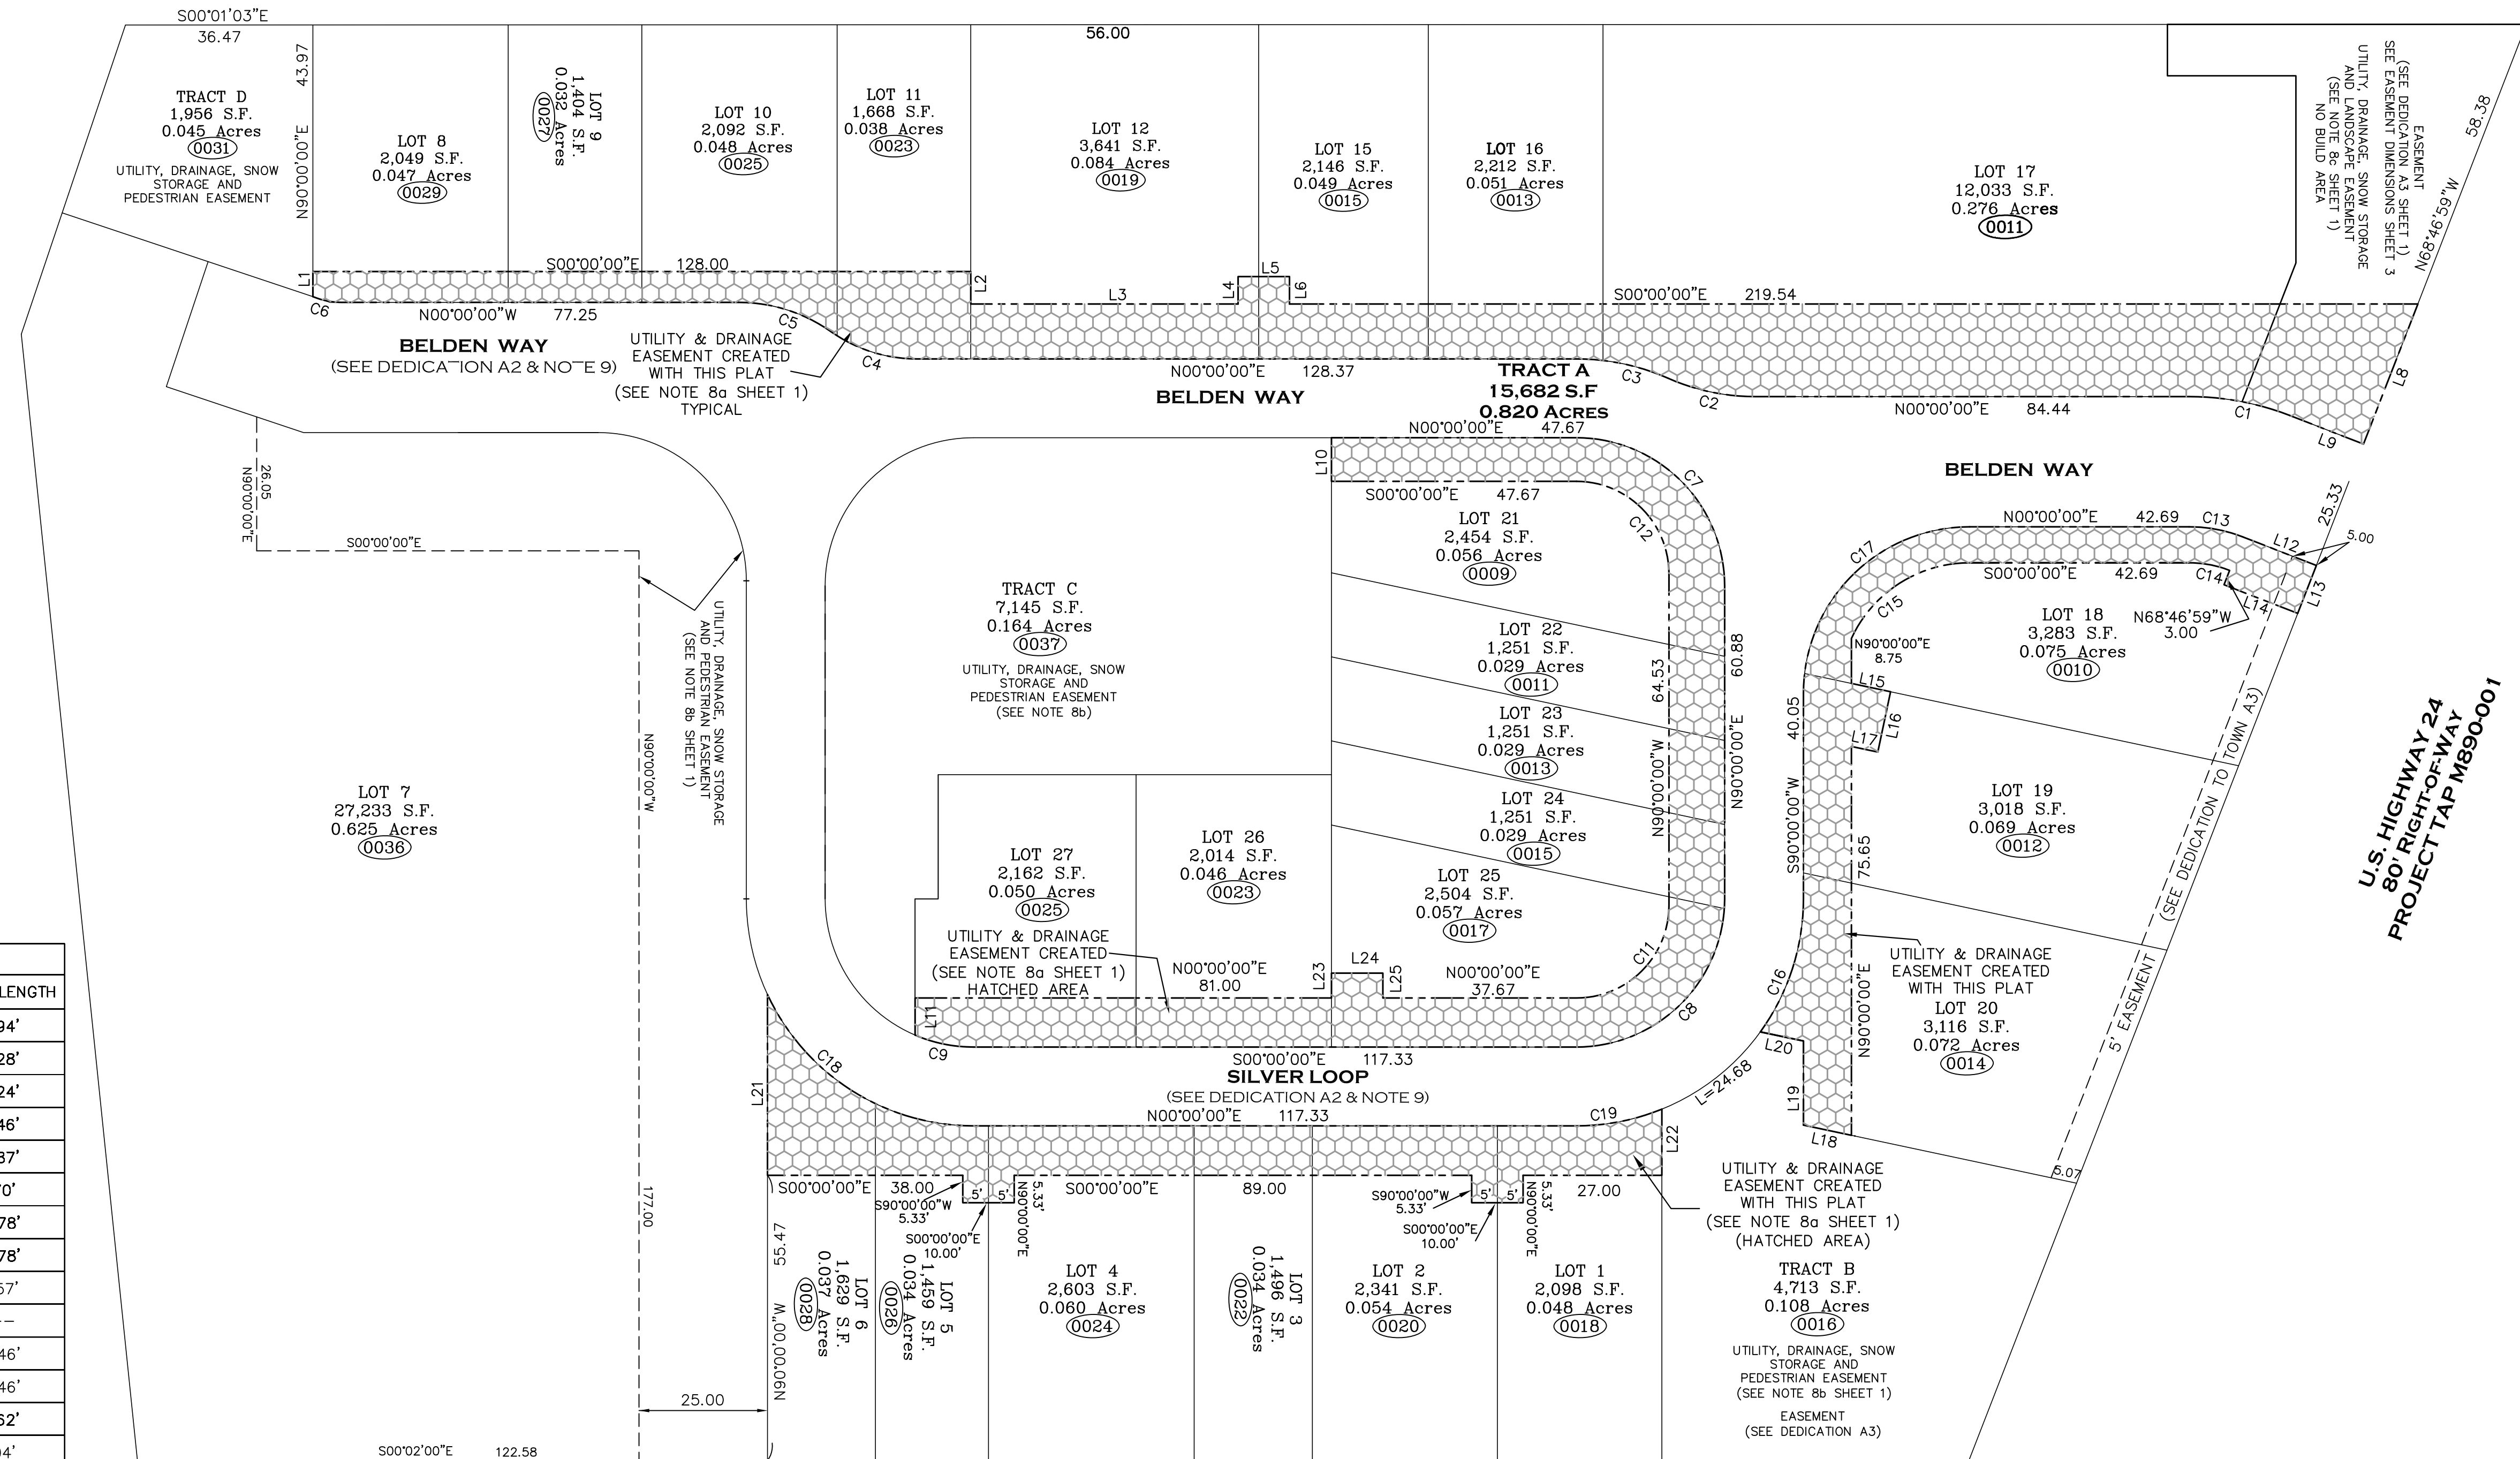 S00°01'03"E
36.47
43.97
N90°00'00"E
TRACT D
1,956 S.F.
0.045 Acres
0031
UTILITY, DRAINAGE, SNOW
STORAGE AND
PEDESTRIAN EASEMENT
LOT 8
2,049 S.F.
0.047 Acres
0029
LOT 9
1,404 S.F.
0.032 Acres
0027
LOT 10
2,092 S.F.
0.048 Acres
0025
LOT 11
1,668 S.F.
0.038 Acres
0023
56.00
LOT 12
3,641 S.F.
0.084 Acres
0019
LOT 15
2,146 S.F.
0.049 Acres
0015
LOT 16
2,212 S.F.
0.051 Acres
0013
LOT 17
12,033 S.F.
0.276 Acres
0011
EASEMENT
(SEE DEDICATION A3 SHEET 1)
SEE EASEMENT DIMENSIONS SHEET 3
UTILITY, DRAINAGE, SNOW STORAGE
AND LANDSCAPE EASEMENT
(SEE NOTE 8c SHEET 1)
NO BUILD AREA
58.38
N68°46'59"W
L1
S00°00'00"E 128.00
L2
L3
L4
L5
L6
S00°00'00"E 219.54
L8
C6
N00°00'00"W 77.25
C5
C4
N00°00'00"E 128.37
C3
C2
N00°00'00"E 84.44
C1
L9
BELDEN WAY
(SEE DEDICATION A2 & NOTE 9)
UTILITY & DRAINAGE
EASEMENT CREATED
WITH THIS PLAT
(SEE NOTE 8a SHEET 1)
TYPICAL
BELDEN WAY
TRACT A
15,682 S.F
0.820 ACRES
BELDEN WAY
26.05
N90°00'00"E
S00°00'00"E
N90°00'00"W
177.00
UTILITY, DRAINAGE, SNOW STORAGE
AND PEDESTRIAN EASEMENT
(SEE NOTE 8b SHEET 1)
LOT 7
27,233 S.F.
0.625 Acres
0036
TRACT C
7,145 S.F.
0.164 Acres
0037
UTILITY, DRAINAGE, SNOW
STORAGE AND
PEDESTRIAN EASEMENT
(SEE NOTE 8b)
N00°00'00"E 47.67
L10
S00°00'00"E 47.67
C7
C12
LOT 21
2,454 S.F.
0.056 Acres
0009
LOT 22
1,251 S.F.
0.029 Acres
0011
LOT 23
1,251 S.F.
0.029 Acres
0013
LOT 24
1,251 S.F.
0.029 Acres
0015
LOT 25
2,504 S.F.
0.057 Acres
0017
64.53
N90°00'00"W
60.88
N90°00'00"E
LOT 26
2,014 S.F.
0.046 Acres
0023
LOT 27
2,162 S.F.
0.050 Acres
0025
UTILITY & DRAINAGE
EASEMENT CREATED
(SEE NOTE 8a SHEET 1)
HATCHED AREA
N00°00'00"E
81.00
L23
L24
L25
N00°00'00"E
37.67
C11
C8
L11
C9
S00°00'00"E 117.33
SILVER LOOP
(SEE DEDICATION A2 & NOTE 9)
N00°00'00"E 117.33
C19
L=24.68
C18
L21
L22
25.33
N00°00'00"E 42.69
C13
L12
5.00
C17
S00°00'00"E 42.69
C14
L14
L13
C15
LOT 18
3,283 S.F.
0.075 Acres
0010
N68°46'59"W
3.00
N90°00'00"E
8.75
L15
L16
L17
40.05
S90°00'00"W
75.65
N90°00'00"E
LOT 19
3,018 S.F.
0.069 Acres
0012
UTILITY & DRAINAGE
EASEMENT CREATED
WITH THIS PLAT
LOT 20
3,116 S.F.
0.072 Acres
0014
C16
L20
L19
L18
5' EASEMENT (SEE DEDICATION TO TOWN A3)
5.07
U.S. HIGHWAY 24
80' RIGHT-OF-WAY
PROJECT TAP M890-001
S00°00'00"E 38.00
S90°00'00"W
5.33'
S00°00'00"E
10.00'
5'
5'
5.33'
N90°00'00"E
S00°00'00"E 89.00
S90°00'00"W
5.33'
S00°00'00"E
10.00'
5'
5'
5.33'
N90°00'00"E
27.00
UTILITY & DRAINAGE
EASEMENT CREATED
WITH THIS PLAT
(SEE NOTE 8a SHEET 1)
(HATCHED AREA)
55.47
N90°00'00"W
LOT 6
1,629 S.F.
0.037 Acres
0028
LOT 5
1,459 S.F.
0.034 Acres
0026
LOT 4
2,603 S.F.
0.060 Acres
0024
LOT 3
1,496 S.F.
0.034 Acres
0022
LOT 2
2,341 S.F.
0.054 Acres
0020
LOT 1
2,098 S.F.
0.048 Acres
0018
TRACT B
4,713 S.F.
0.108 Acres
0016
UTILITY, DRAINAGE, SNOW
STORAGE AND
PEDESTRIAN EASEMENT
(SEE NOTE 8b SHEET 1)
EASEMENT
(SEE DEDICATION A3)
25.00
S00°02'00"E 122.58
LENGTH
94'
28'
24'
46'
37'
70'
78'
78'
57'
--
46'
46'
62'